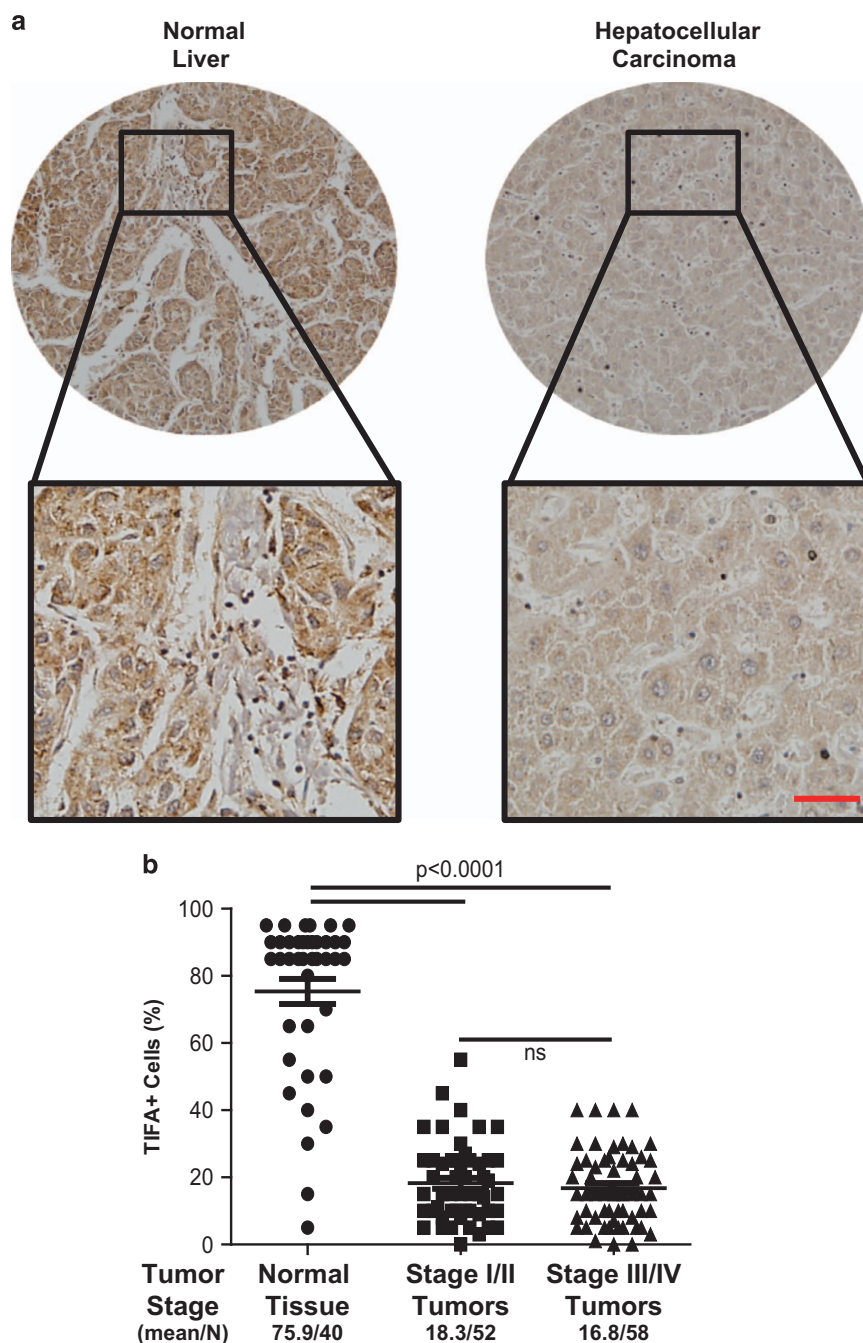 a
Normal
Liver
Hepatocellular
Carcinoma
b
p<0.0001
ns
TIFA+ Cells (%)
100
80
60
40
20
0
Tumor
Stage
(mean/N)
Normal
Tissue
75.9/40
Stage I/II
Tumors
18.3/52
Stage III/IV
Tumors
16.8/58